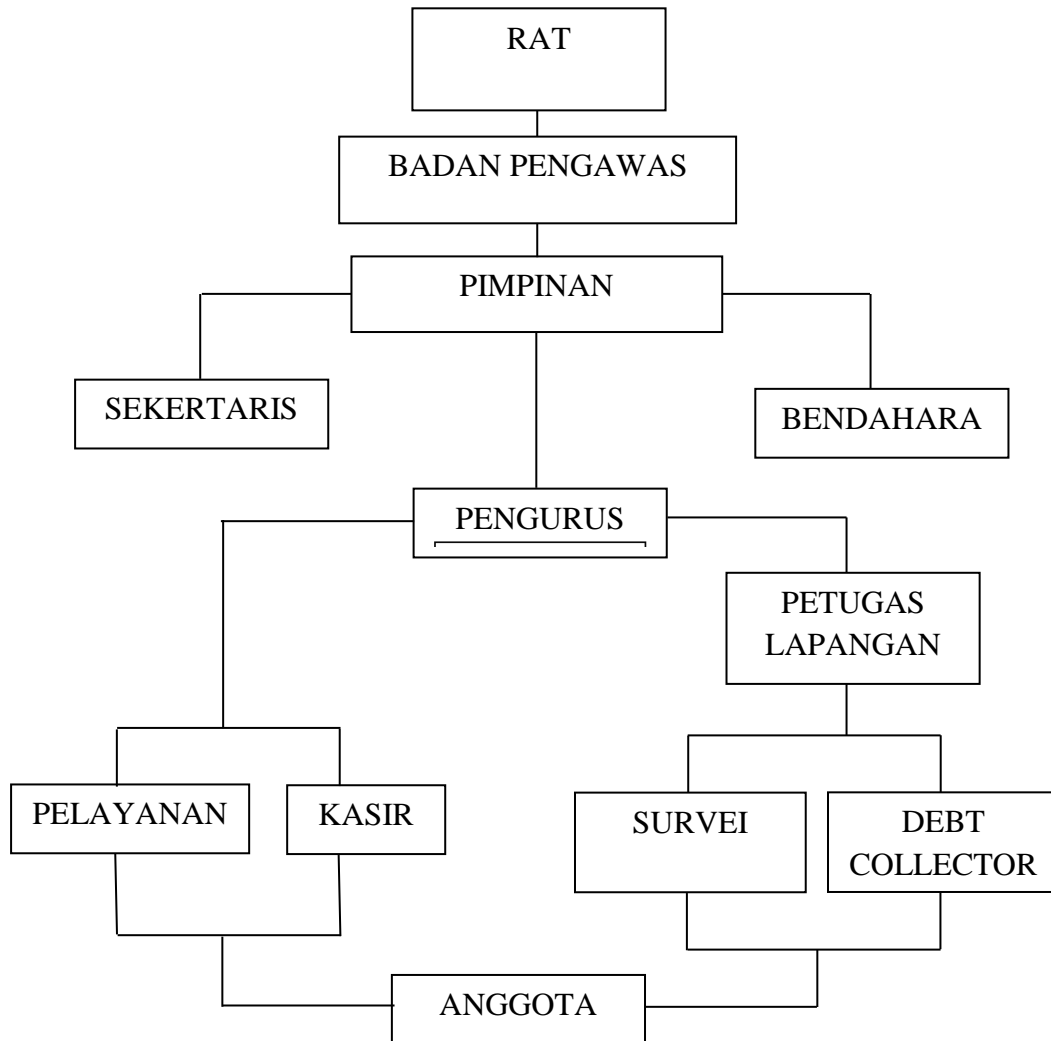 RAT
BADAN PENGAWAS
PIMPINAN
SEKERTARIS
BENDAHARA
PENGURUS
PETUGAS
LAPANGAN
PELAYANAN
KASIR
SURVEI
DEBT
COLLECTOR
ANGGOTA